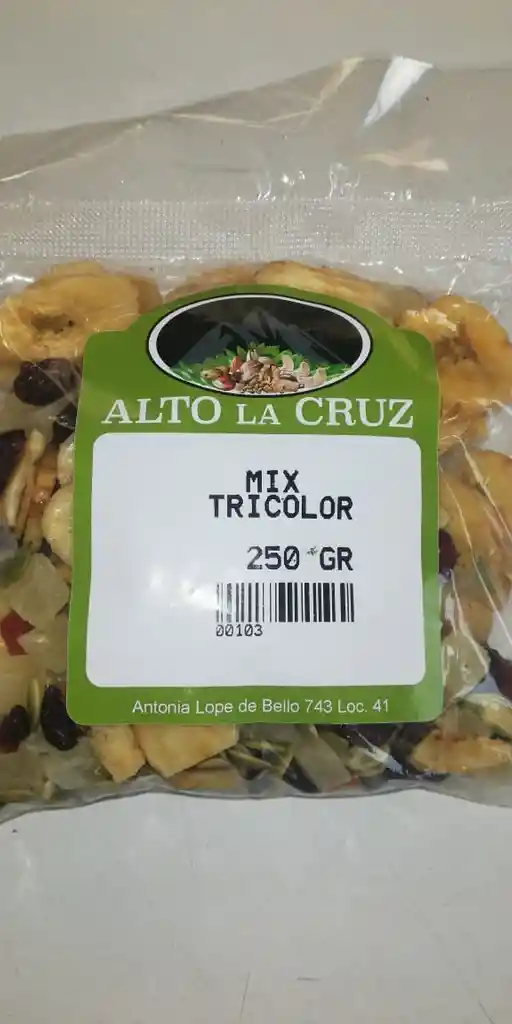 ALTO LA CRUZ
MIX
TRICOLOR
250 GR
00103
Antonia Lope de Bello 743 Loc. 41